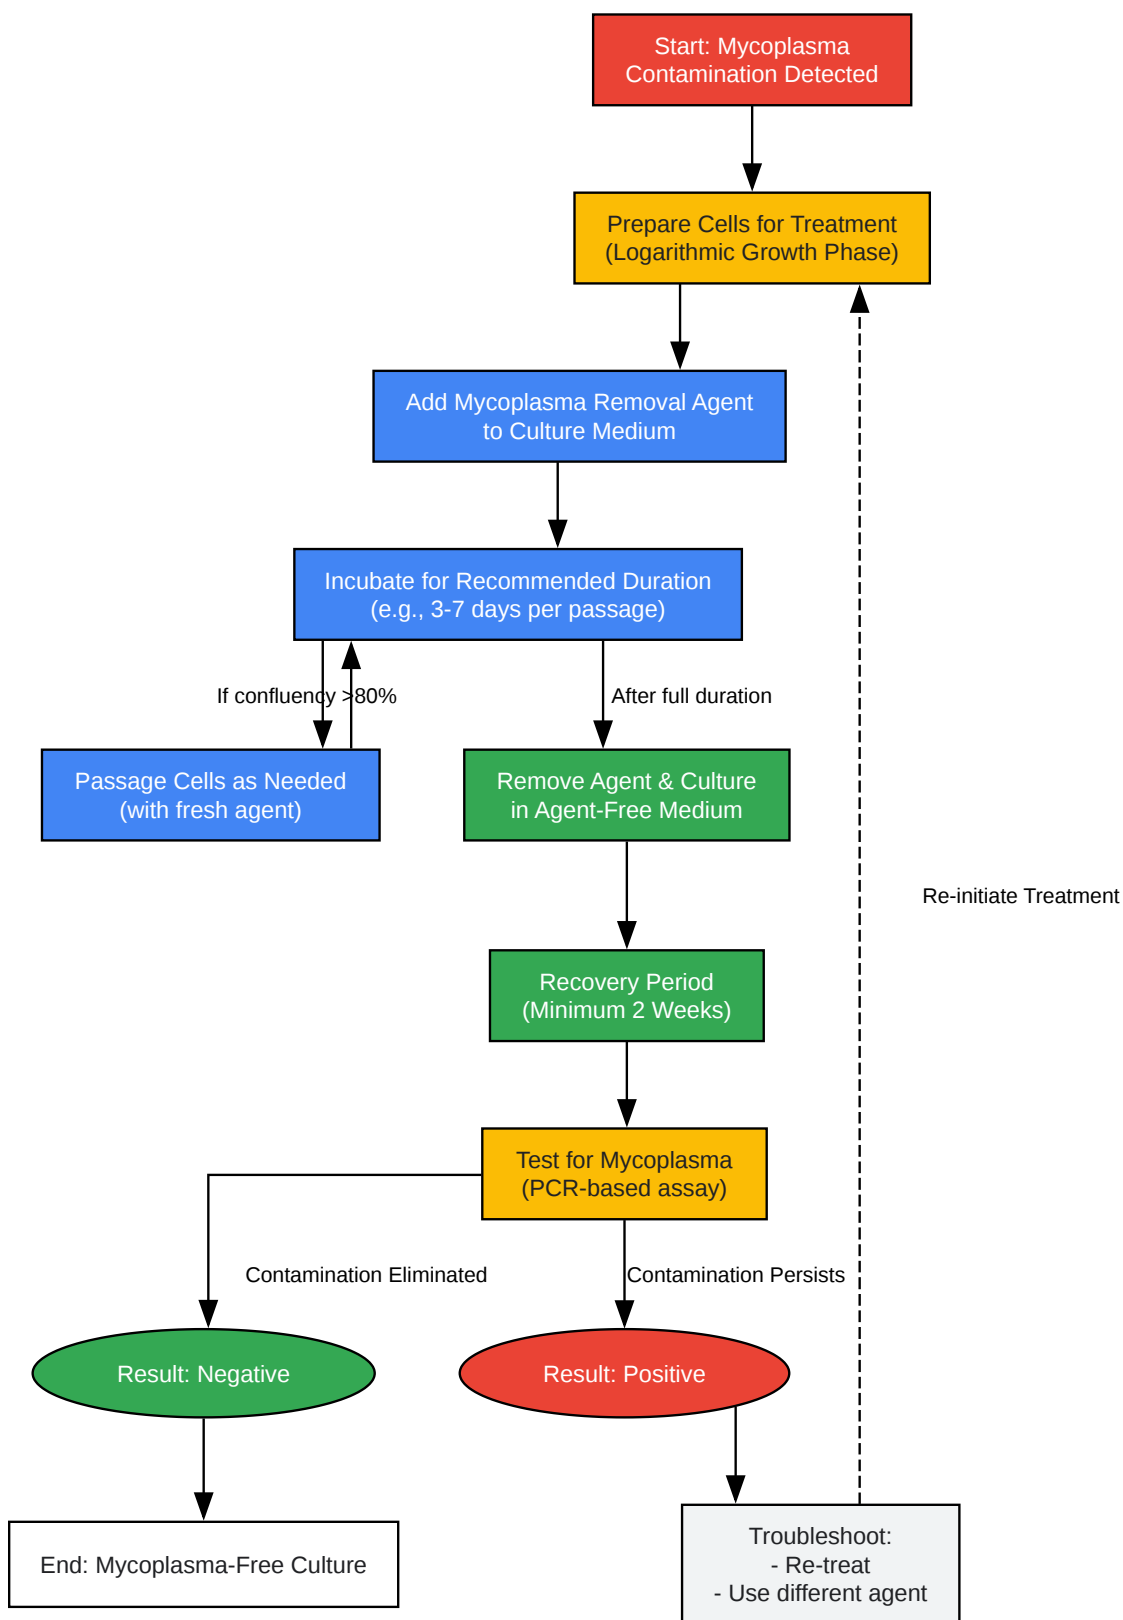 Start: Mycoplasma
Contamination Detected
Prepare Cells for Treatment
(Logarithmic Growth Phase)
Add Mycoplasma Removal Agent
to Culture Medium
Incubate for Recommended Duration
(e.g., 3-7 days per passage)
If confluency >80%
After full duration
Passage Cells as Needed
(with fresh agent)
Remove Agent & Culture
in Agent-Free Medium
Re-initiate Treatment
Recovery Period
(Minimum 2 Weeks)
Test for Mycoplasma
(PCR-based assay)
Contamination Eliminated
Contamination Persists
Result: Negative
Result: Positive
End: Mycoplasma-Free Culture
Troubleshoot:
- Re-treat
- Use different agent